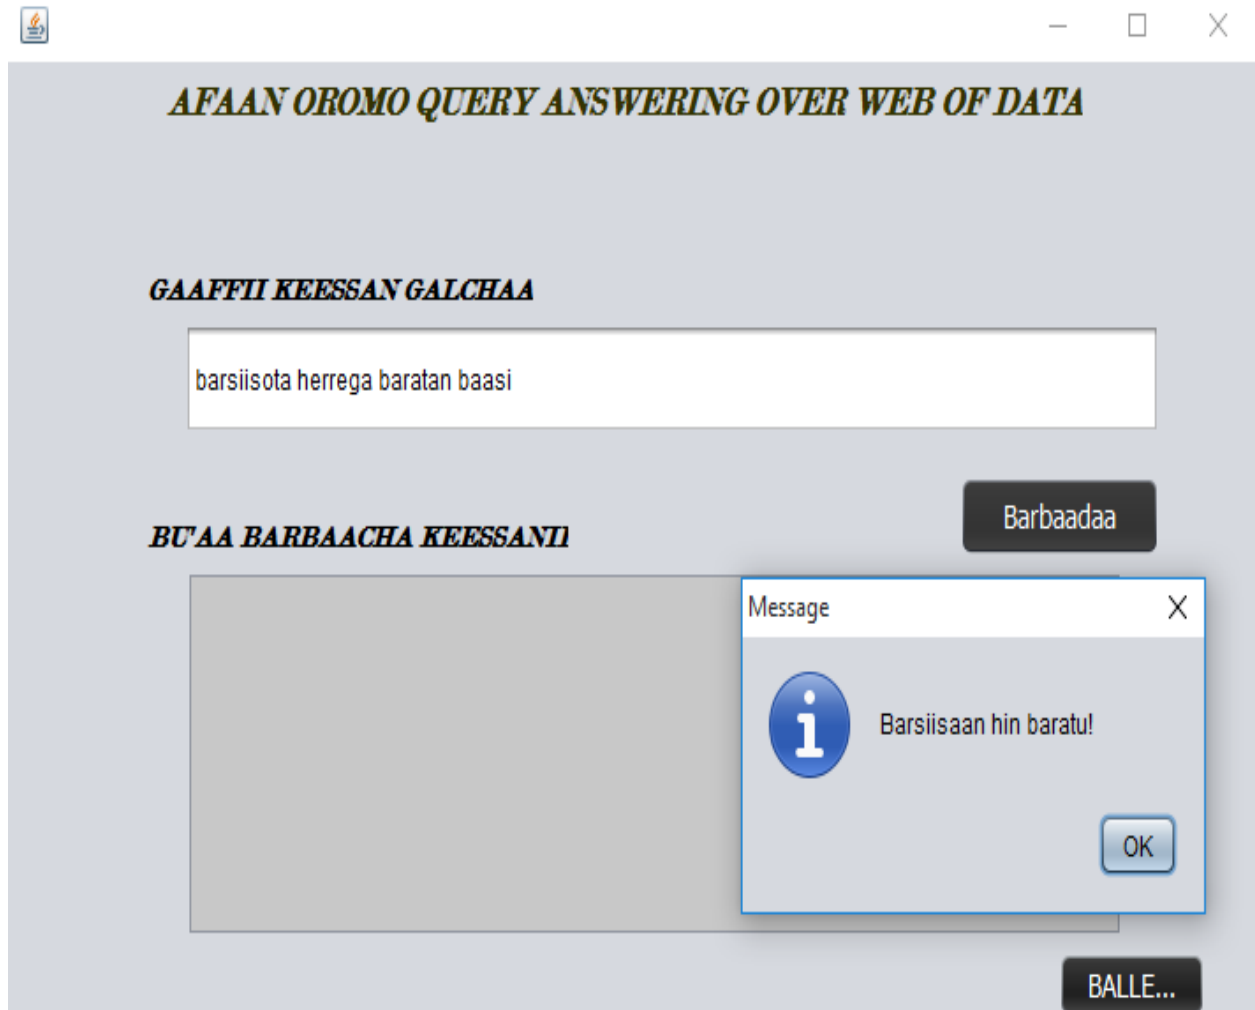 AFAAN OROMO QUERY ANSWERING OVER WEB OF DATA
GAAFFII KEESSAN GALCHAA
barsiisota herrega baratan baasi
Barbaadaa
BU'AA BARBAACHA KEESSANII
Message
Barsiisaan hin baratu!
OK
BALLE...